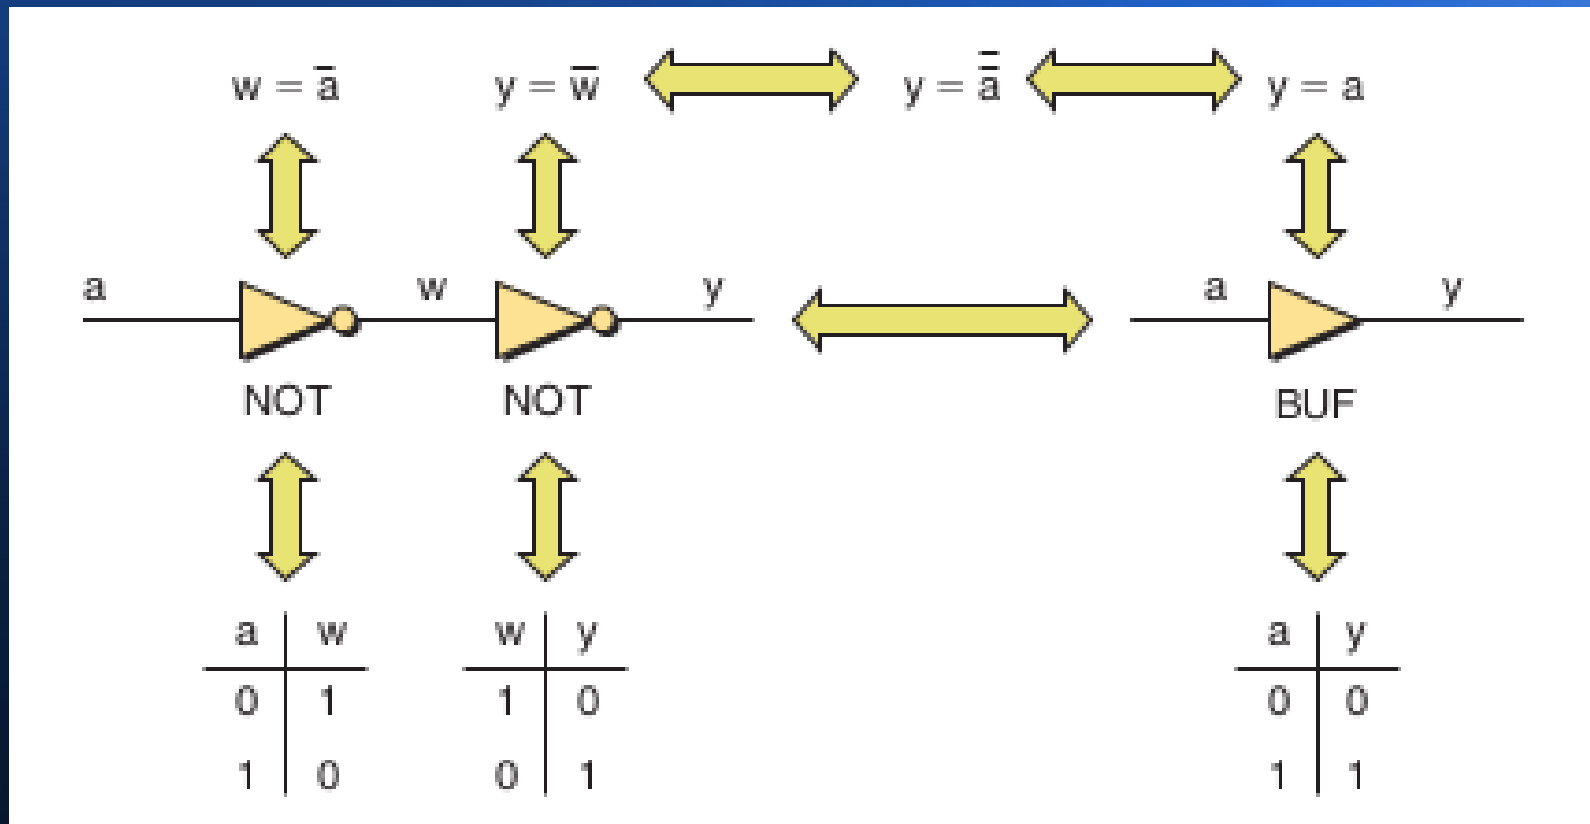 w = a̅ y = w̅ y = a̿ y = a
a w y a y
NOT NOT BUF
a w w y a y
0 1 1 0 0 0
1 0 0 1 1 1